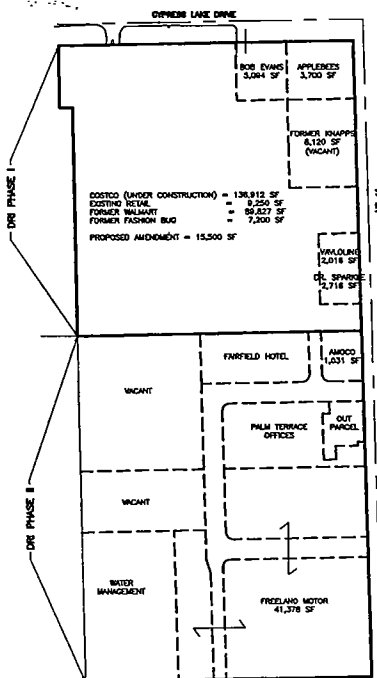 CYPRESS LAKE DRIVE
BOB EVANS
5,094 SF
APPLEBEES
3,700 SF
FORMER KNAPPS
6,120 SF
(VACANT)
DRI PHASE I
COSTCO (UNDER CONSTRUCTION) = 136,912 SF
EXISTING RETAIL = 9,250 SF
FORMER WALMART = 89,827 SF
FORMER FASHION BUG = 7,200 SF
PROPOSED AMENDMENT = 15,500 SF
VAVLOLINE
2,016 SF
DR. SPARKLE
2,716 SF
FAIRFIELD HOTEL
AMOCO
1,031 SF
VACANT
PALM TERRACE
OFFICES
OUT
PARCEL
DRI PHASE II
VACANT
WATER
MANAGEMENT
FREELAND MOTOR
41,376 SF